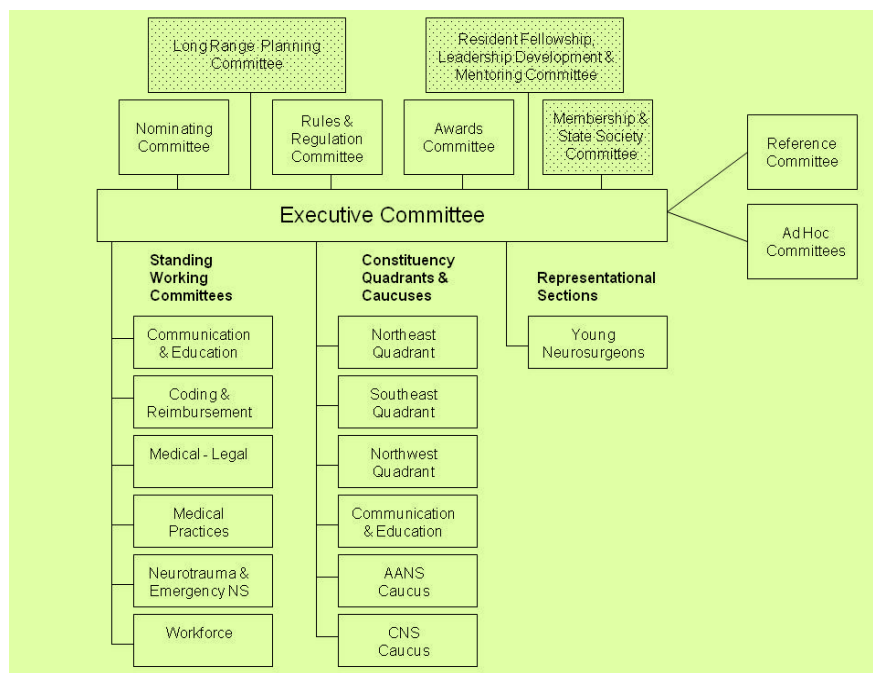 Long Range Planning
Committee
Resident Fellowship,
Leadership Development &
Mentoring Committee
Nominating
Committee
Rules &
Regulation
Committee
Awards
Committee
Membership &
State Society
Committee
Reference
Committee
Executive Committee
Ad Hoc
Committees
Standing
Working
Committees
Communication
& Education
Coding &
Reimbursement
Medical - Legal
Medical
Practices
Neurotrauma &
Emergency NS
Workforce
Constituency
Quadrants &
Caucuses
Northeast
Quadrant
Southeast
Quadrant
Northwest
Quadrant
Communication
& Education
AANS
Caucus
CNS
Caucus
Representational
Sections
Young
Neurosurgeons